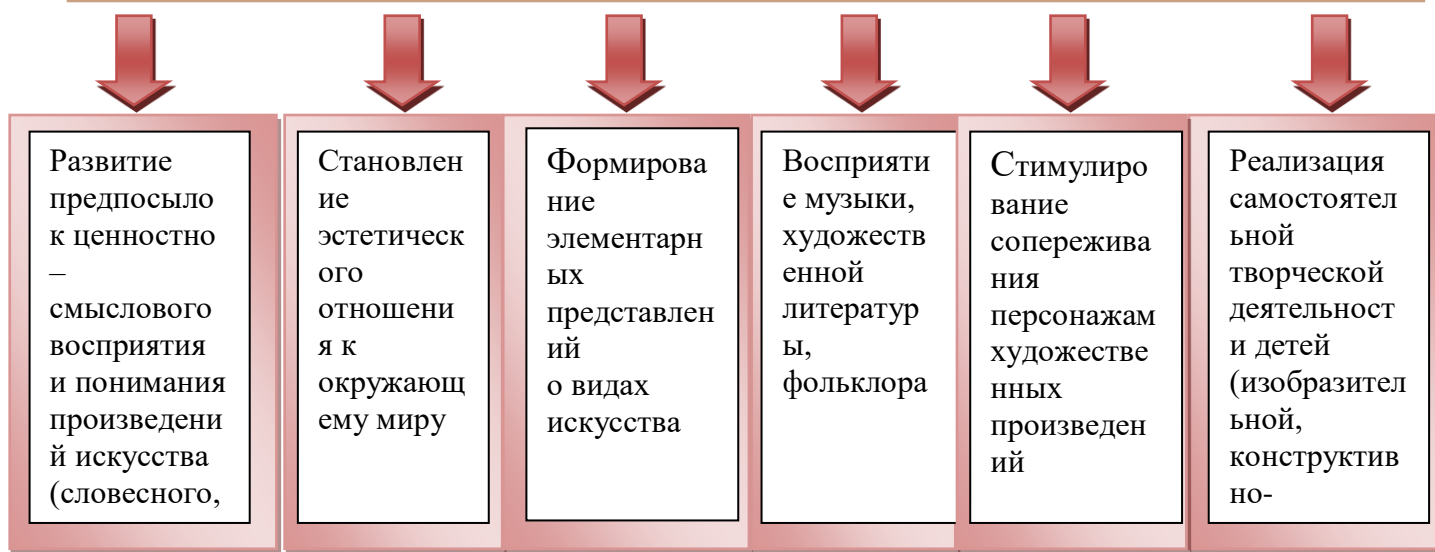 Развитие
предпосыло
к ценностно
–
смыслового
восприятия
и понимания
произведени
й искусства
(словесного,
Становлен
ие
эстетическ
ого
отношени
я к
окружающ
ему миру
Формирова
ние
элементарн
ых
представлен
ий
о видах
искусства
Восприяти
е музыки,
художеств
енной
литератур
ы,
фольклора
Стимулиро
вание
сопережива
ния
персонажам
художестве
нных
произведен
ий
Реализация
самостоятел
ьной
творческой
деятельност
и детей
(изобразител
ьной,
конструктив
но-